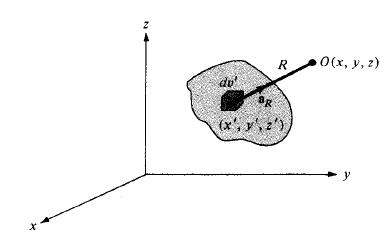 z
R
O(x, y, z)
dv'
a_R
(x', y', z')
y
x